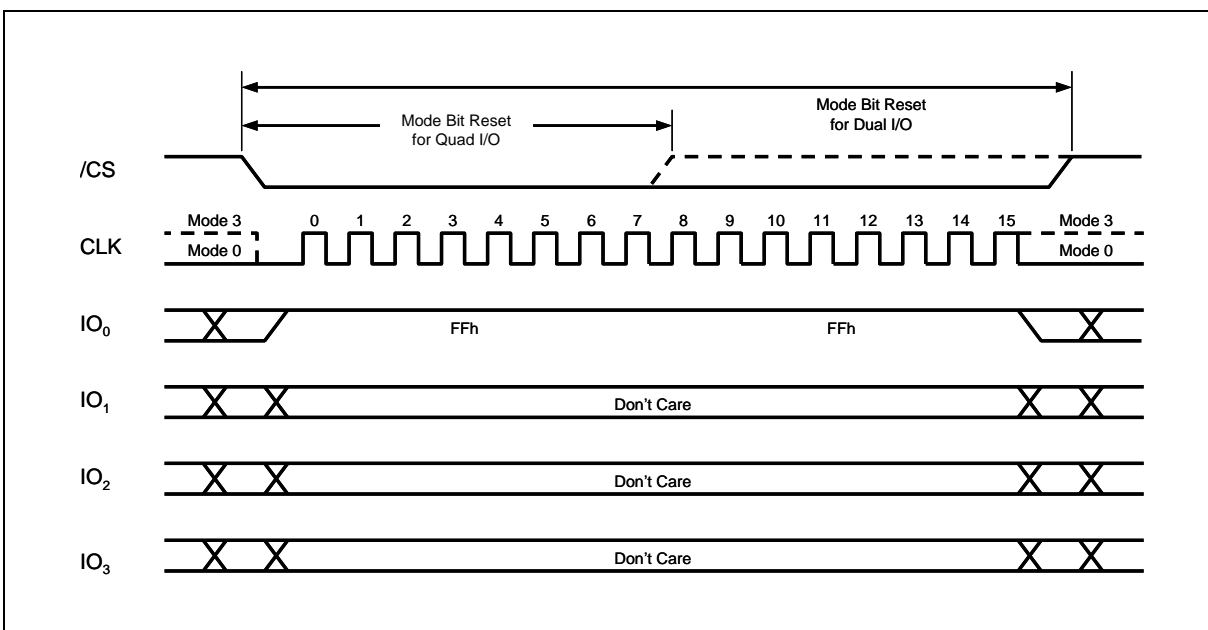 Mode Bit Reset
for Dual I/O
Mode Bit Reset
for Quad I/O
/CS
Mode 3
0 1 2 3 4 5 6 7 8 9 10 11 12 13 14 15
Mode 3
CLK
Mode 0
Mode 0
IO0
FFh
FFh
IO1
Don't Care
IO2
Don't Care
IO3
Don't Care